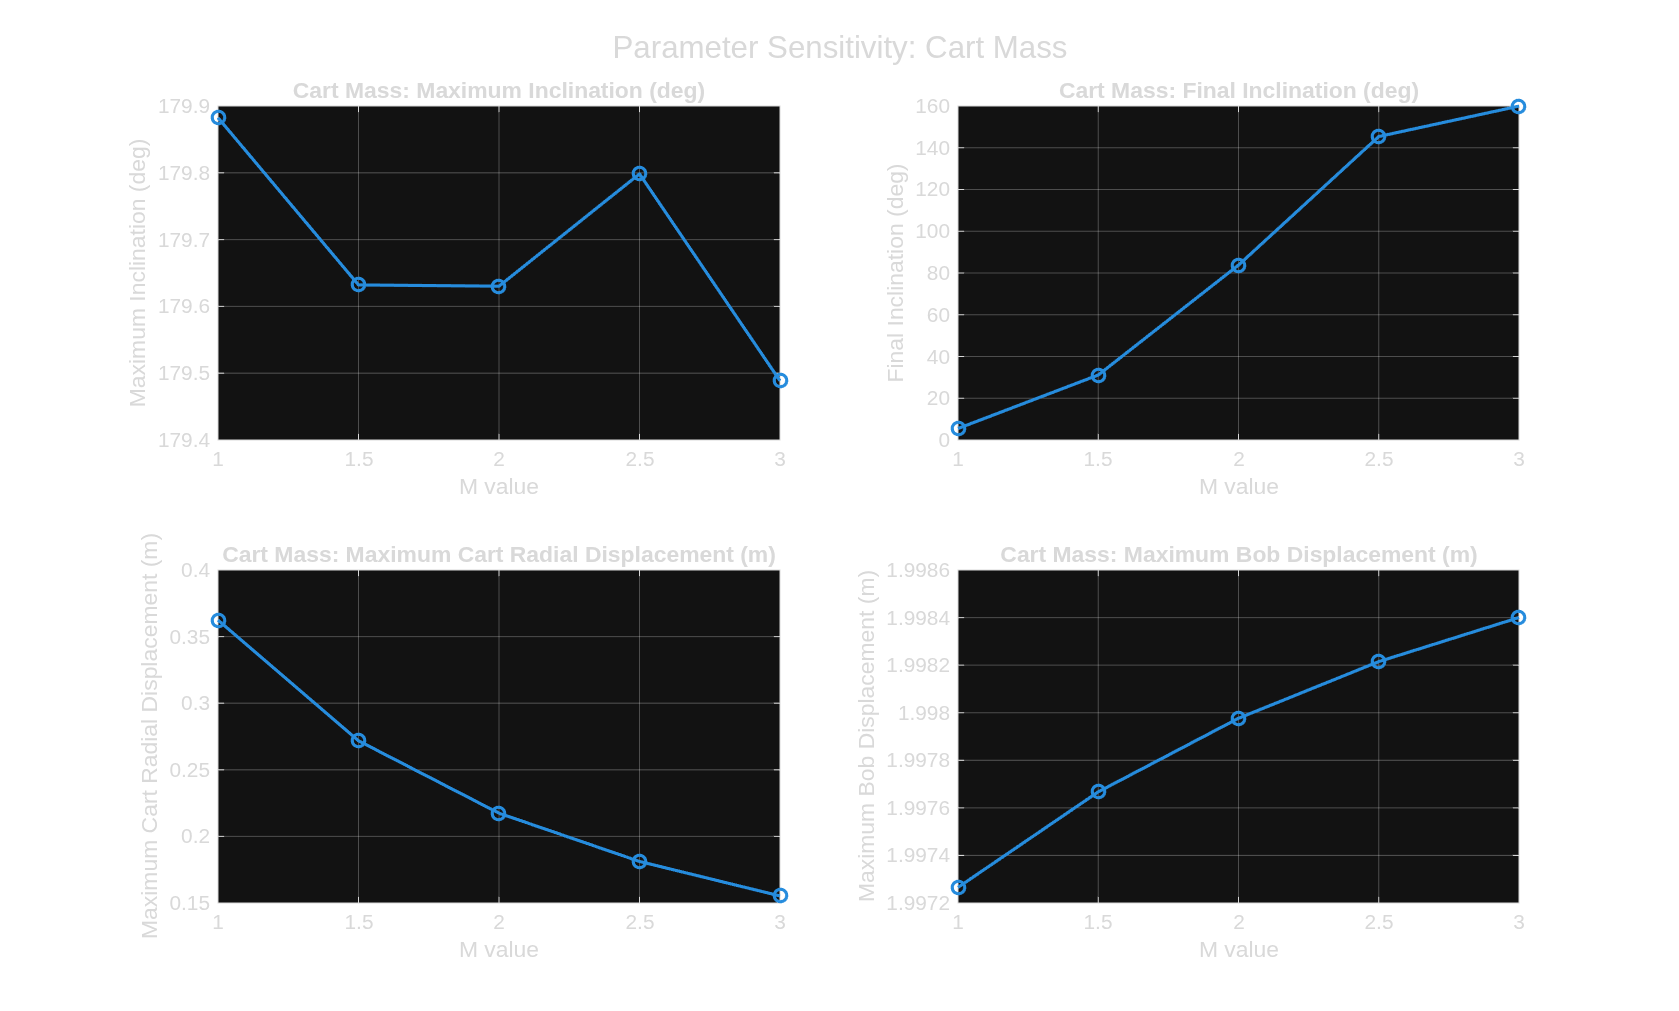 Parameter Sensitivity: Cart Mass
Cart Mass: Maximum Inclination (deg)
Maximum Inclination (deg)
179.9
179.8
179.7
179.6
179.5
179.4
1 1.5 2 2.5 3
M value
Cart Mass: Final Inclination (deg)
Final Inclination (deg)
160
140
120
100
80
60
40
20
0
1 1.5 2 2.5 3
M value
Cart Mass: Maximum Cart Radial Displacement (m)
Maximum Cart Radial Displacement (m)
0.4
0.35
0.3
0.25
0.2
0.15
1 1.5 2 2.5 3
M value
Cart Mass: Maximum Bob Displacement (m)
Maximum Bob Displacement (m)
1.9986
1.9984
1.9982
1.998
1.9978
1.9976
1.9974
1.9972
1 1.5 2 2.5 3
M value